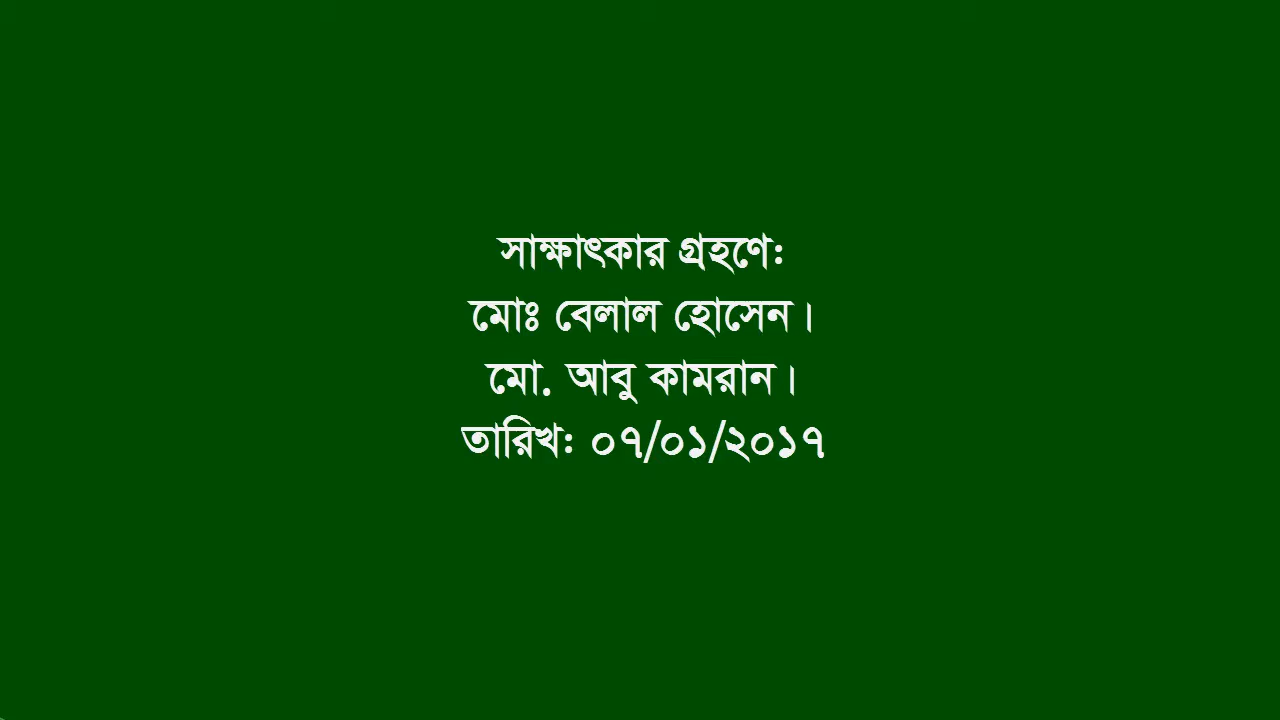 সাক্ষাৎকার গ্রহণে:
মোঃ বেলাল হোসেন।
মো. আবু কামরান।
তারিখ: ০৭/০১/২০১৭